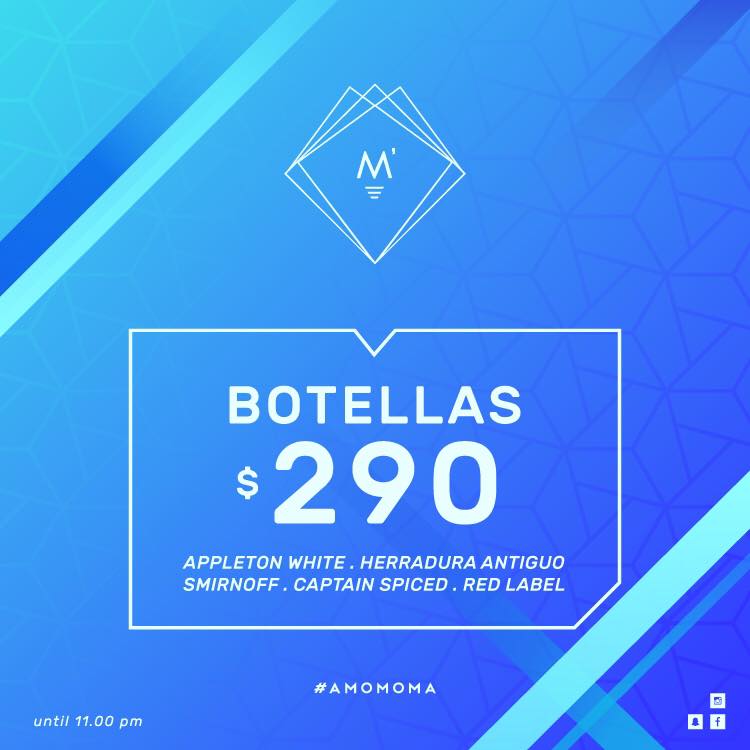 M'
BOTELLAS
$290
APPLETON WHITE . HERRADURA ANTIGUO
SMIRNOFF . CAPTAIN SPICED . RED LABEL
#AMOMOMA
until 11.00 pm